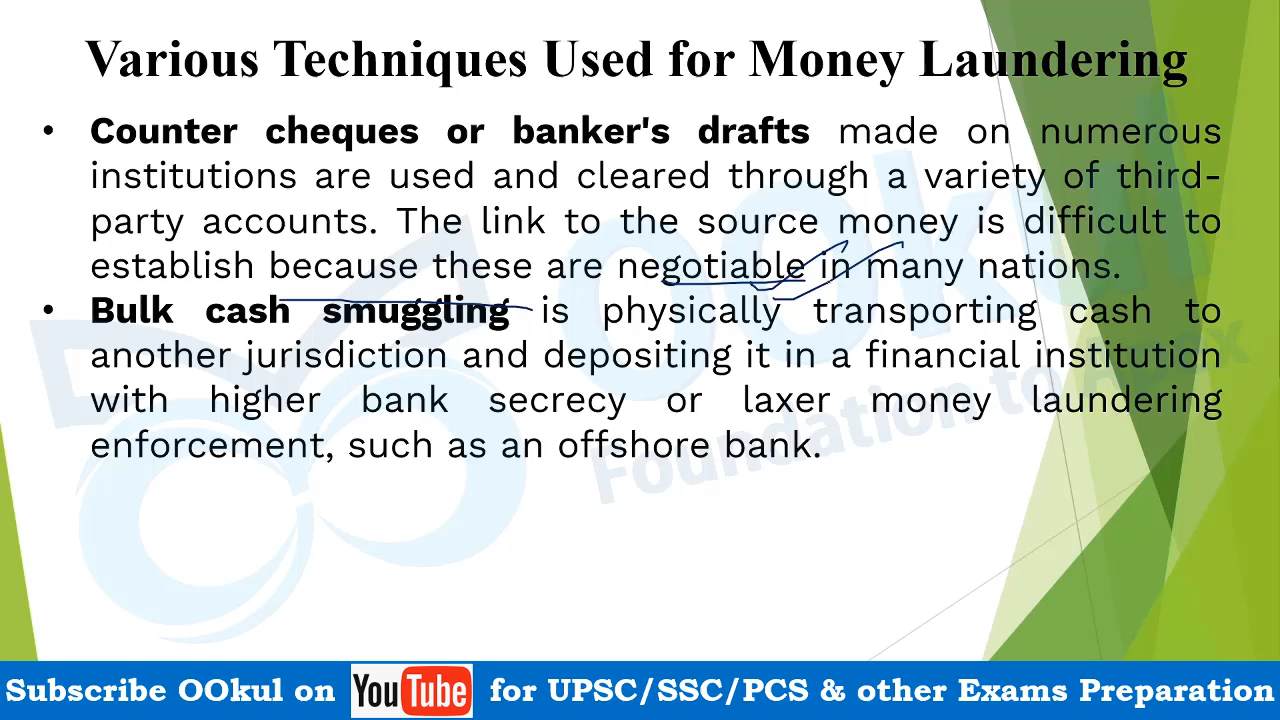 Various Techniques Used for Money Laundering
• Counter cheques or banker's drafts made on numerous
institutions are used and cleared through a variety of third-
party accounts. The link to the source money is difficult to
establish because these are negotiable in many nations.
• Bulk cash smuggling is physically transporting cash to
another jurisdiction and depositing it in a financial institution
with higher bank secrecy or laxer money laundering
enforcement, such as an offshore bank.
OOkul
Foundation to Apex
Subscribe OOkul on YouTube for UPSC/SSC/PCS & other Exams Preparation